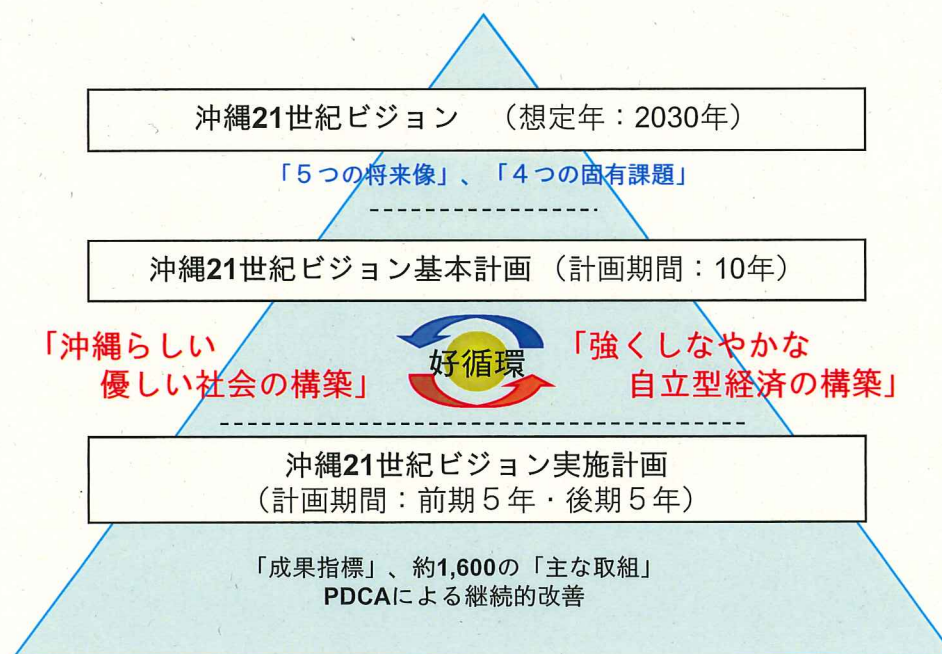 沖縄21世紀ビジョン　（想定年：2030年）
「５つの将来像」、「４つの固有課題」
沖縄21世紀ビジョン基本計画（計画期間：10年）
「沖縄らしい
優しい社会の構築」
好循環
「強くしなやかな
自立型経済の構築」
沖縄21世紀ビジョン実施計画
（計画期間：前期５年・後期５年）
「成果指標」、約1,600の「主な取組」
PDCAによる継続的改善